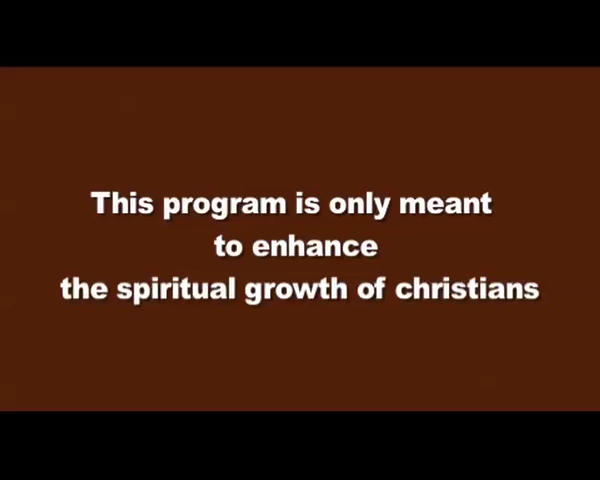 This program is only meant
to enhance
the spiritual growth of christians